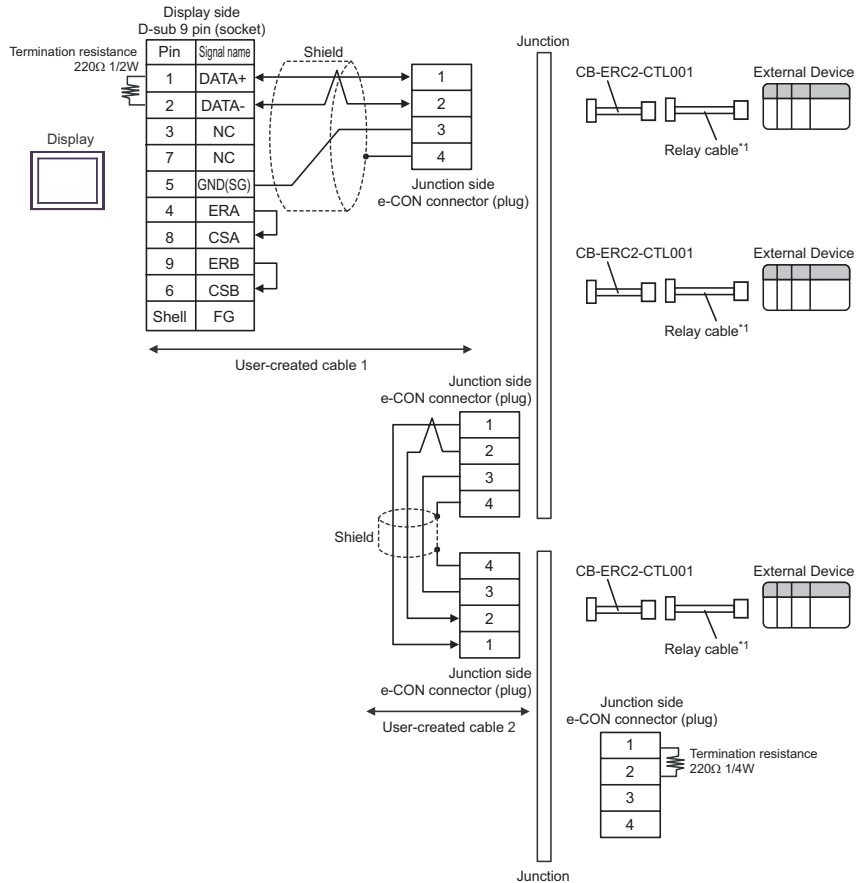 Display side
D-sub 9 pin (socket)
Termination resistance
220Ω 1/2W
Pin Signal name
1 DATA+
2 DATA-
3 NC
7 NC
5 GND(SG)
4 ERA
8 CSA
9 ERB
6 CSB
Shell FG
Display
Shield
1
2
3
4
Junction side
e-CON connector (plug)
User-created cable 1
Junction
CB-ERC2-CTL001
External Device
Relay cable*1
CB-ERC2-CTL001
External Device
Relay cable*1
Junction side
e-CON connector (plug)
1
2
3
4
Shield
4
3
2
1
Junction side
e-CON connector (plug)
User-created cable 2
CB-ERC2-CTL001
External Device
Relay cable*1
Junction side
e-CON connector (plug)
1
2
3
4
Termination resistance
220Ω 1/4W
Junction